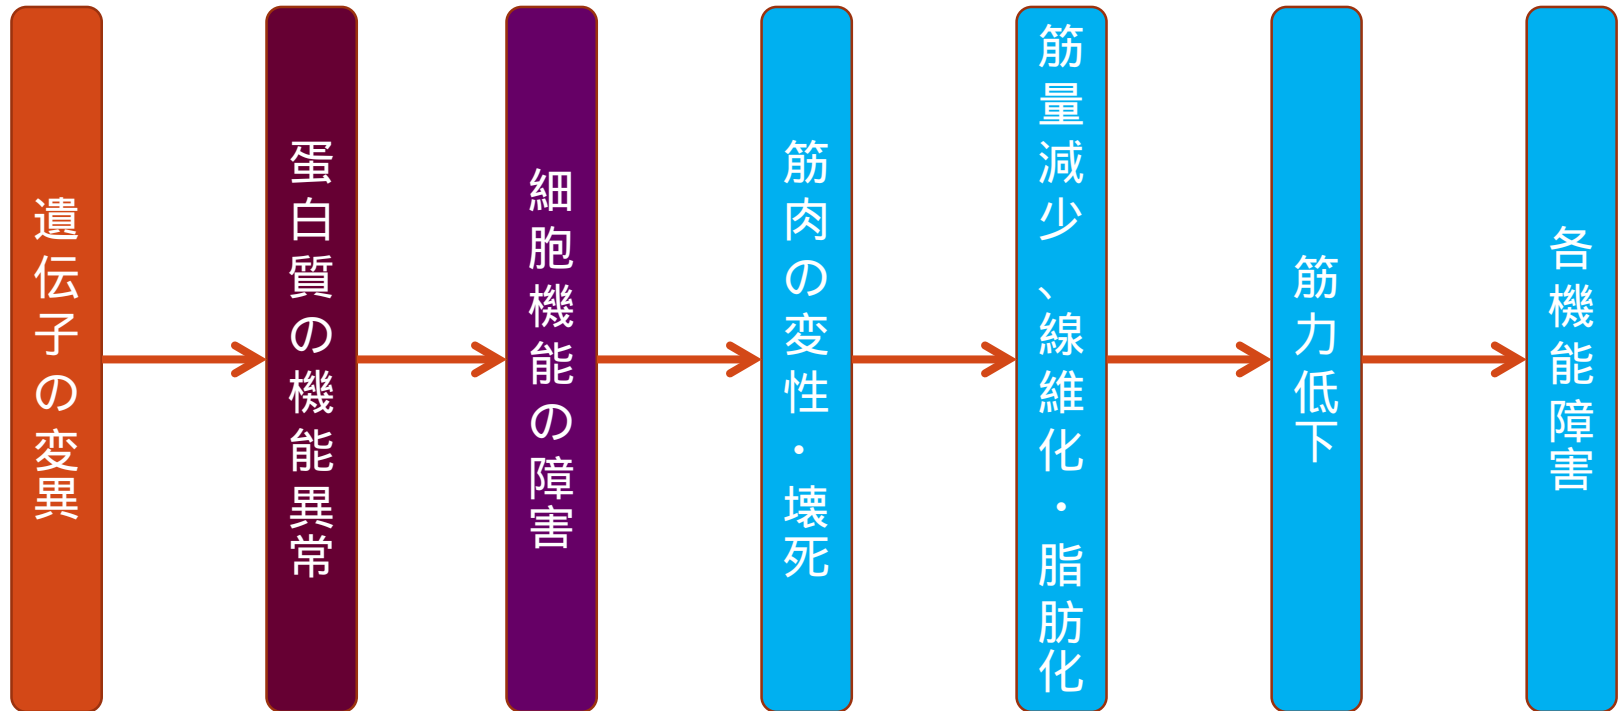 遺伝子の変異
蛋白質の機能異常
細胞機能の障害
筋肉の変性・壊死
筋量減少、線維化・脂肪化
筋力低下
各機能障害